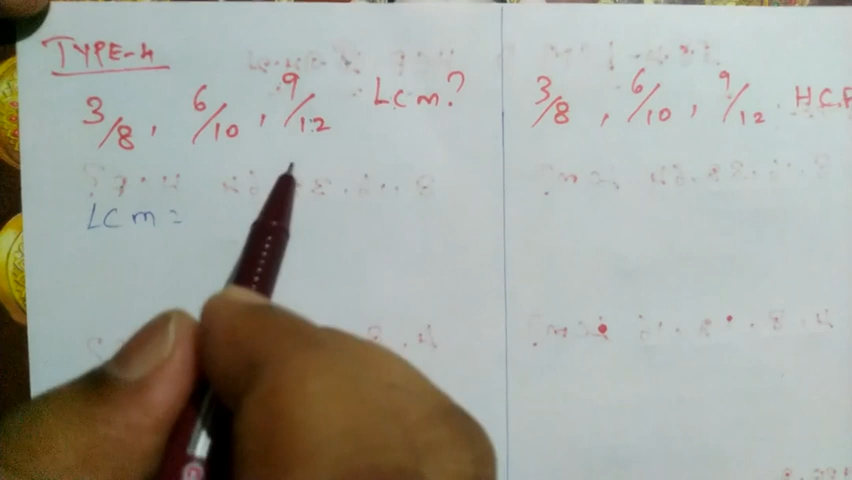 TYPE-4
3/8, 6/10, 9/12 LCm?
LCm =
3/8, 6/10, 9/12. H.C.F